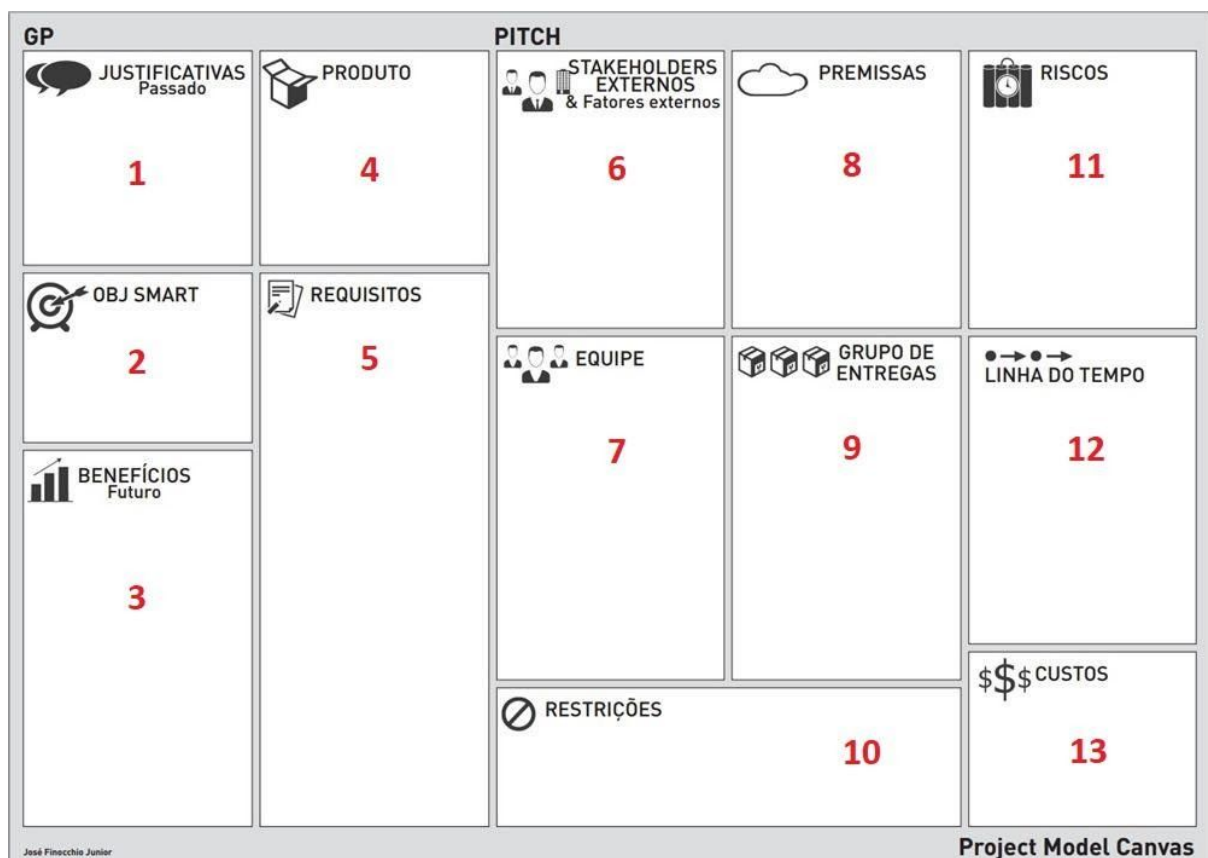 GP
PITCH
JUSTIFICATIVAS
Passado
1
OBJ SMART
2
BENEFÍCIOS
Futuro
3
PRODUTO
4
REQUISITOS
5
STAKEHOLDERS
EXTERNOS
& Fatores externos
6
EQUIPE
7
PREMISSAS
8
GRUPO DE
ENTREGAS
9
RESTRIÇÕES
10
RISCOS
11
LINHA DO TEMPO
12
$$$ CUSTOS
13
José Finocchio Junior
Project Model Canvas